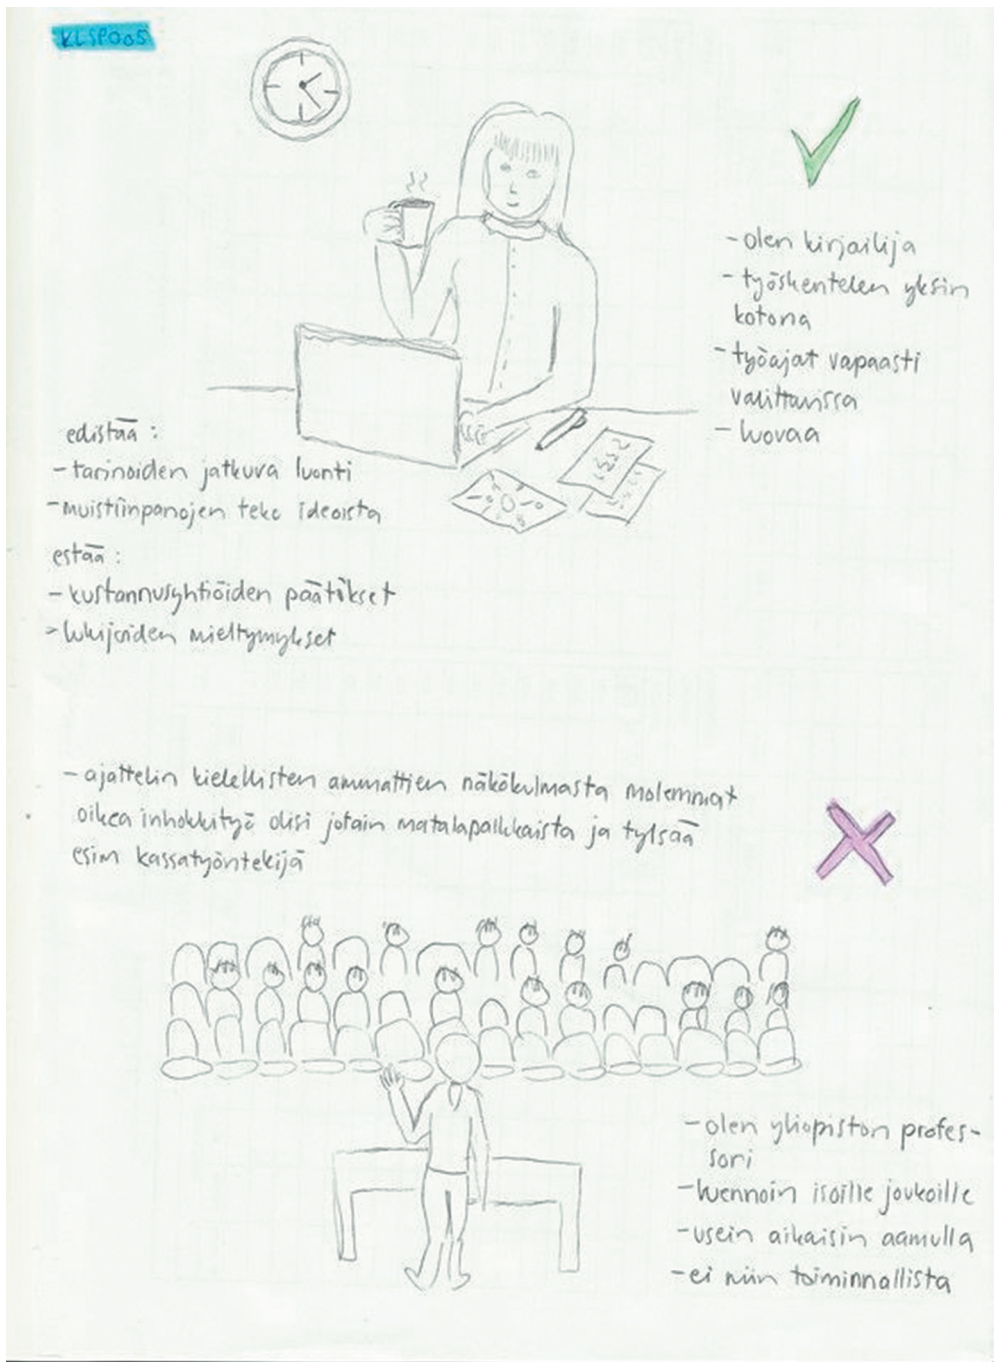 KLSP005
- olen kirjailija
- työskentelen yksin
kotona
- työajat vapaasti
valittavissa
- luovaa
edistää :
- tarinoiden jatkuva luonti
- muistiinpanojen teko ideoista
estää :
- kustannusyhtiöiden päätökset
- lukijoiden mieltymykset
- ajattelin kielellisten ammattien näkökulmasta molemmat
oikea inhokkityö olisi jotain matalapalkkaista ja tylsää
esim kassatyöntekijä
- olen yliopiston profes-
sori
- luennoin isoille joukoille
- usein aikaisin aamulla
- ei niin toiminnallista